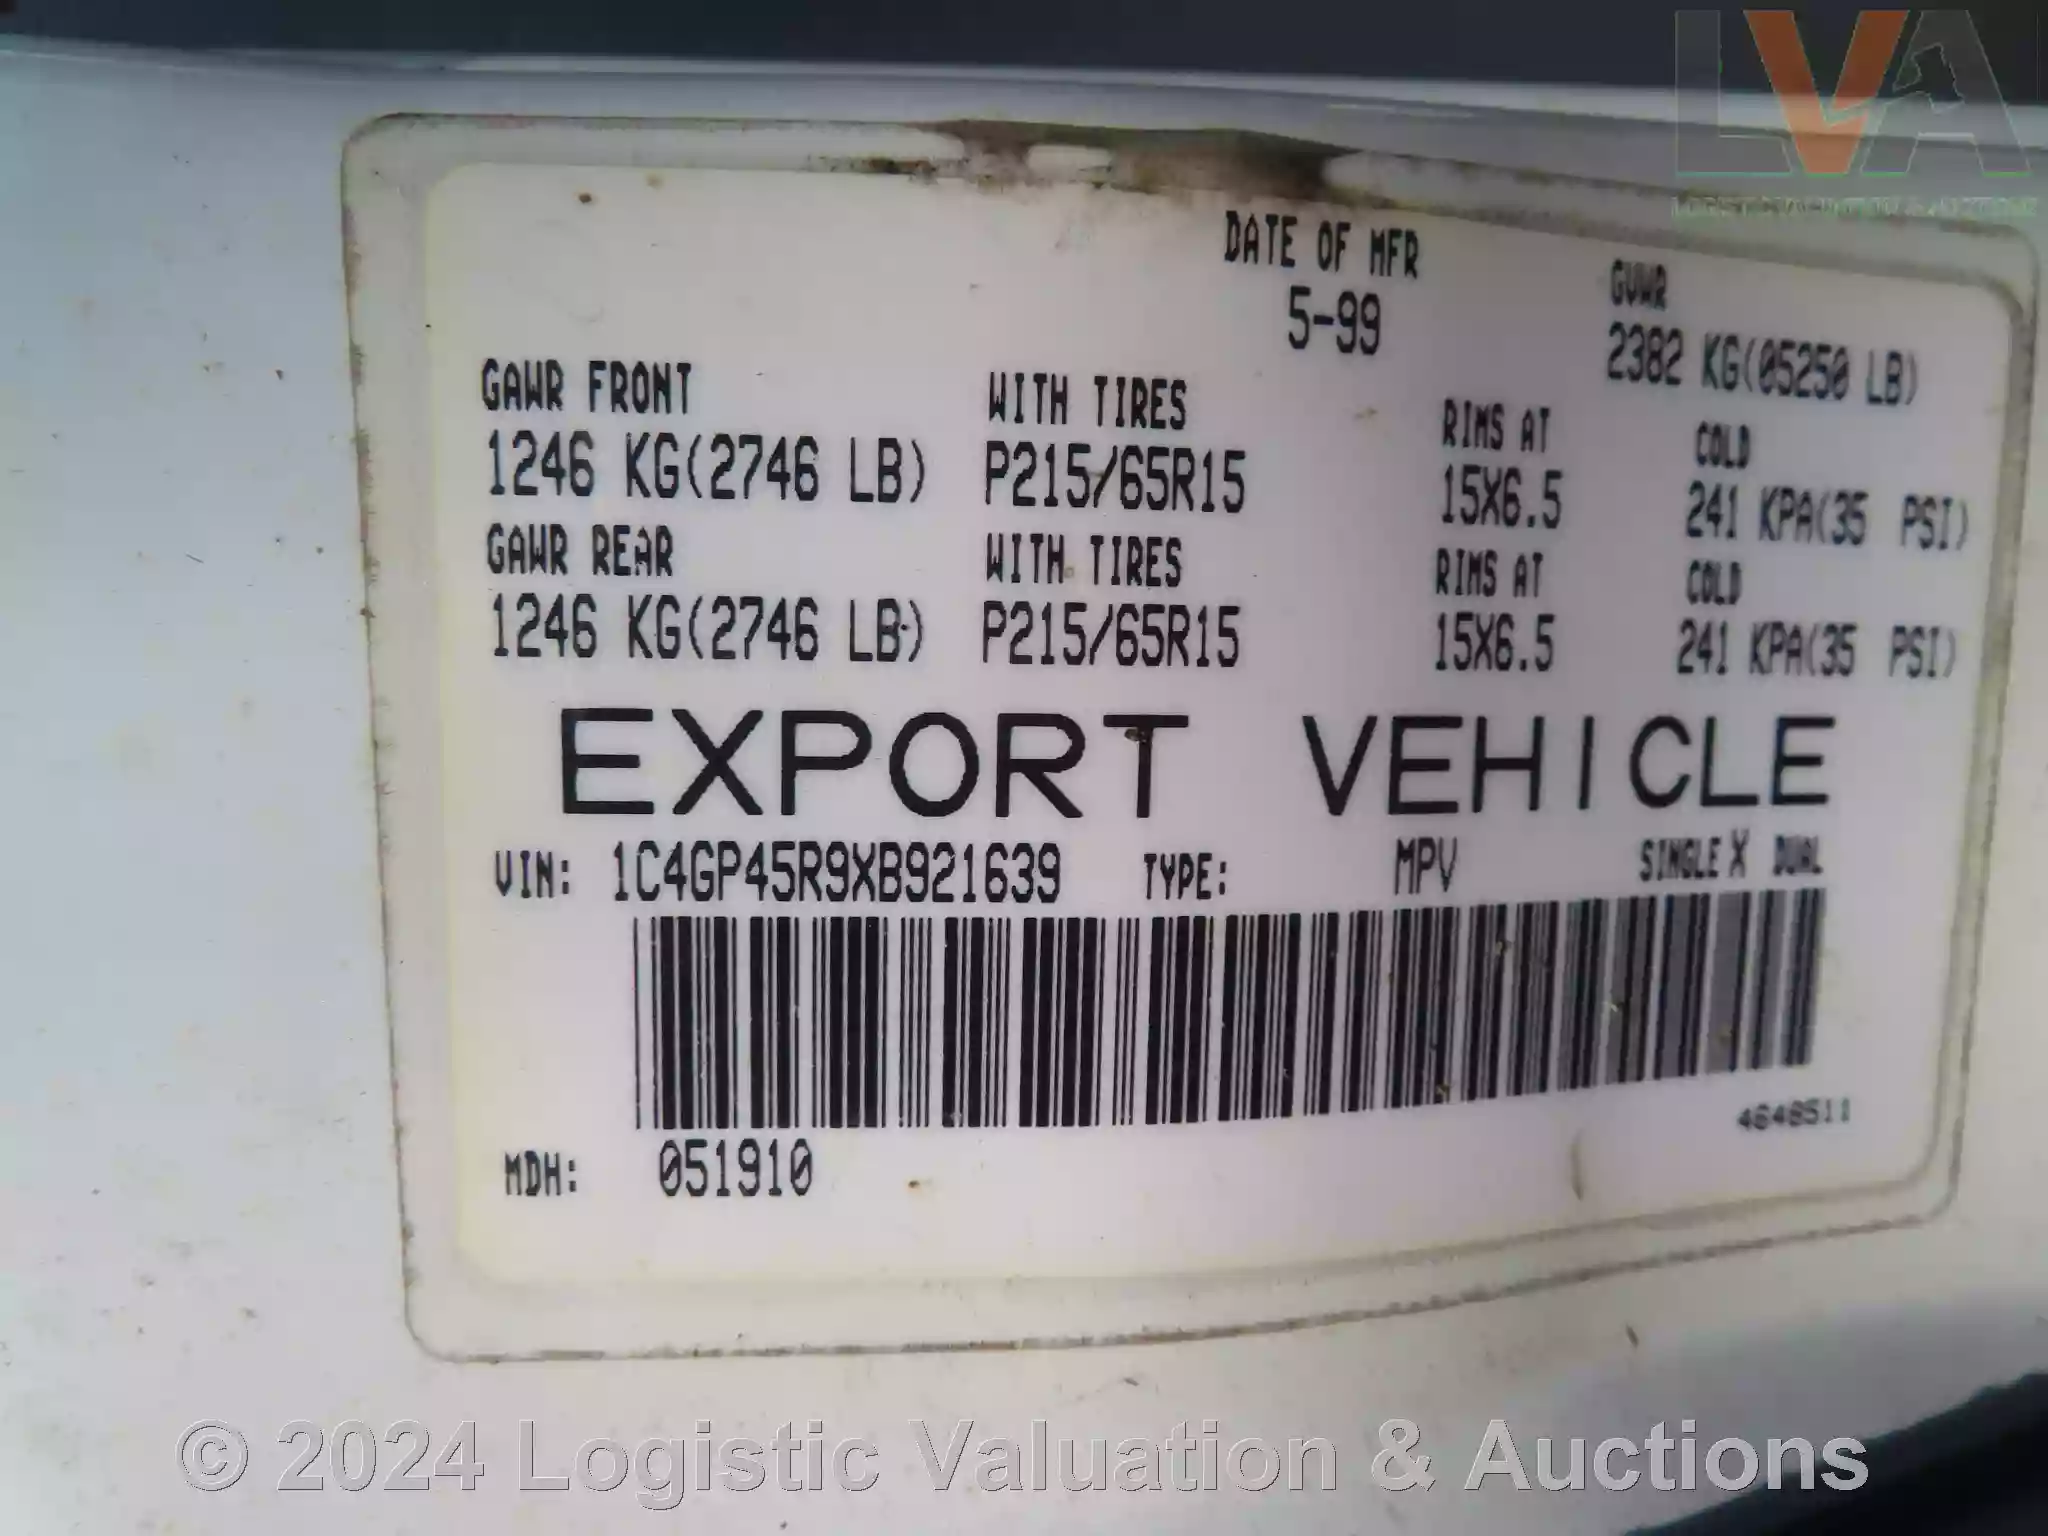 LVA
DATE OF MFR GVWR
5-99 2382 KG(05250 LB)
GAWR FRONT WITH TIRES RIMS AT COLD
1246 KG(2746 LB) P215/65R15 15X6.5 241 KPA(35 PSI)
GAWR REAR WITH TIRES RIMS AT COLD
1246 KG(2746 LB) P215/65R15 15X6.5 241 KPA(35 PSI)
EXPORT VEHICLE
VIN: 1C4GP45R9XB921639 TYPE: MPV SINGLE X DUAL
4648511
MDH: 051910
© 2024 Logistic Valuation & Auctions